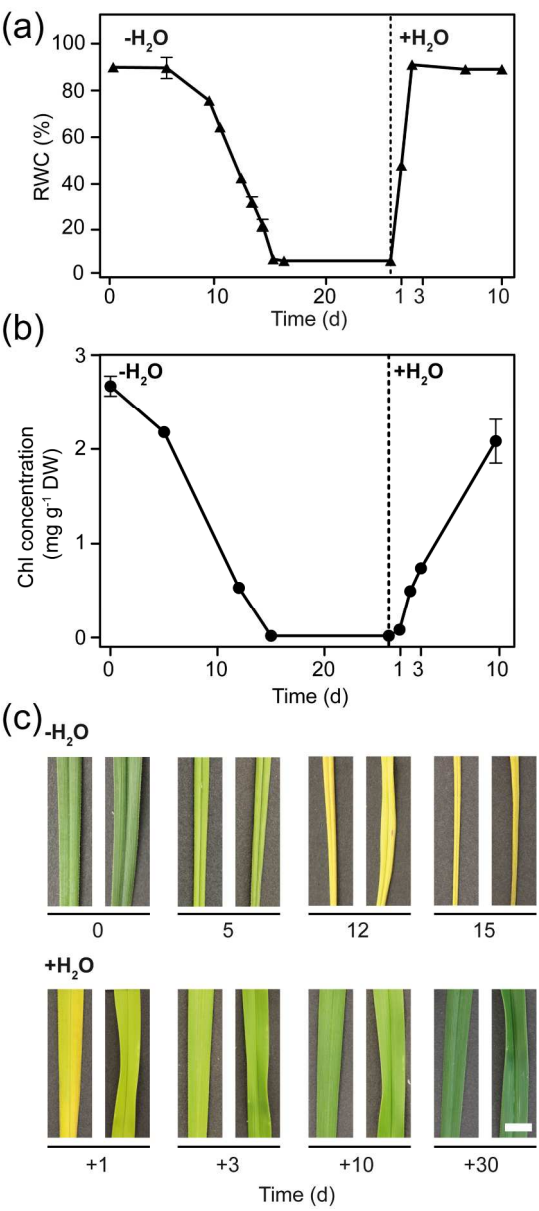 (a)
-H₂O
+H₂O
100
80
60
40
20
0
RWC (%)
0
10
20
1
3
10
Time (d)
(b)
-H₂O
+H₂O
3
2
1
0
Chl concentration
(mg g⁻¹ DW)
0
10
20
1
3
10
Time (d)
(c)
-H₂O
0
5
12
15
+H₂O
+1
+3
+10
+30
Time (d)